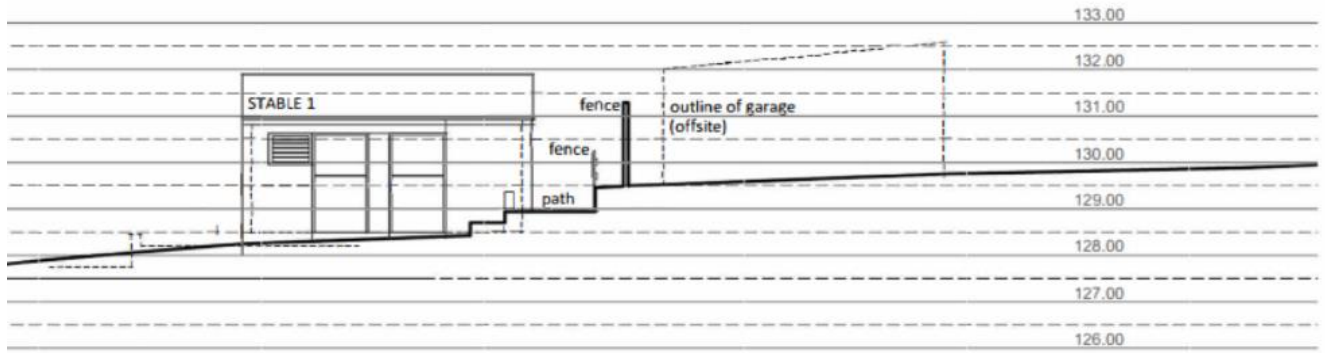 133.00
132.00
STABLE 1
fence
outline of garage
(offsite)
131.00
fence
130.00
path
129.00
128.00
127.00
126.00